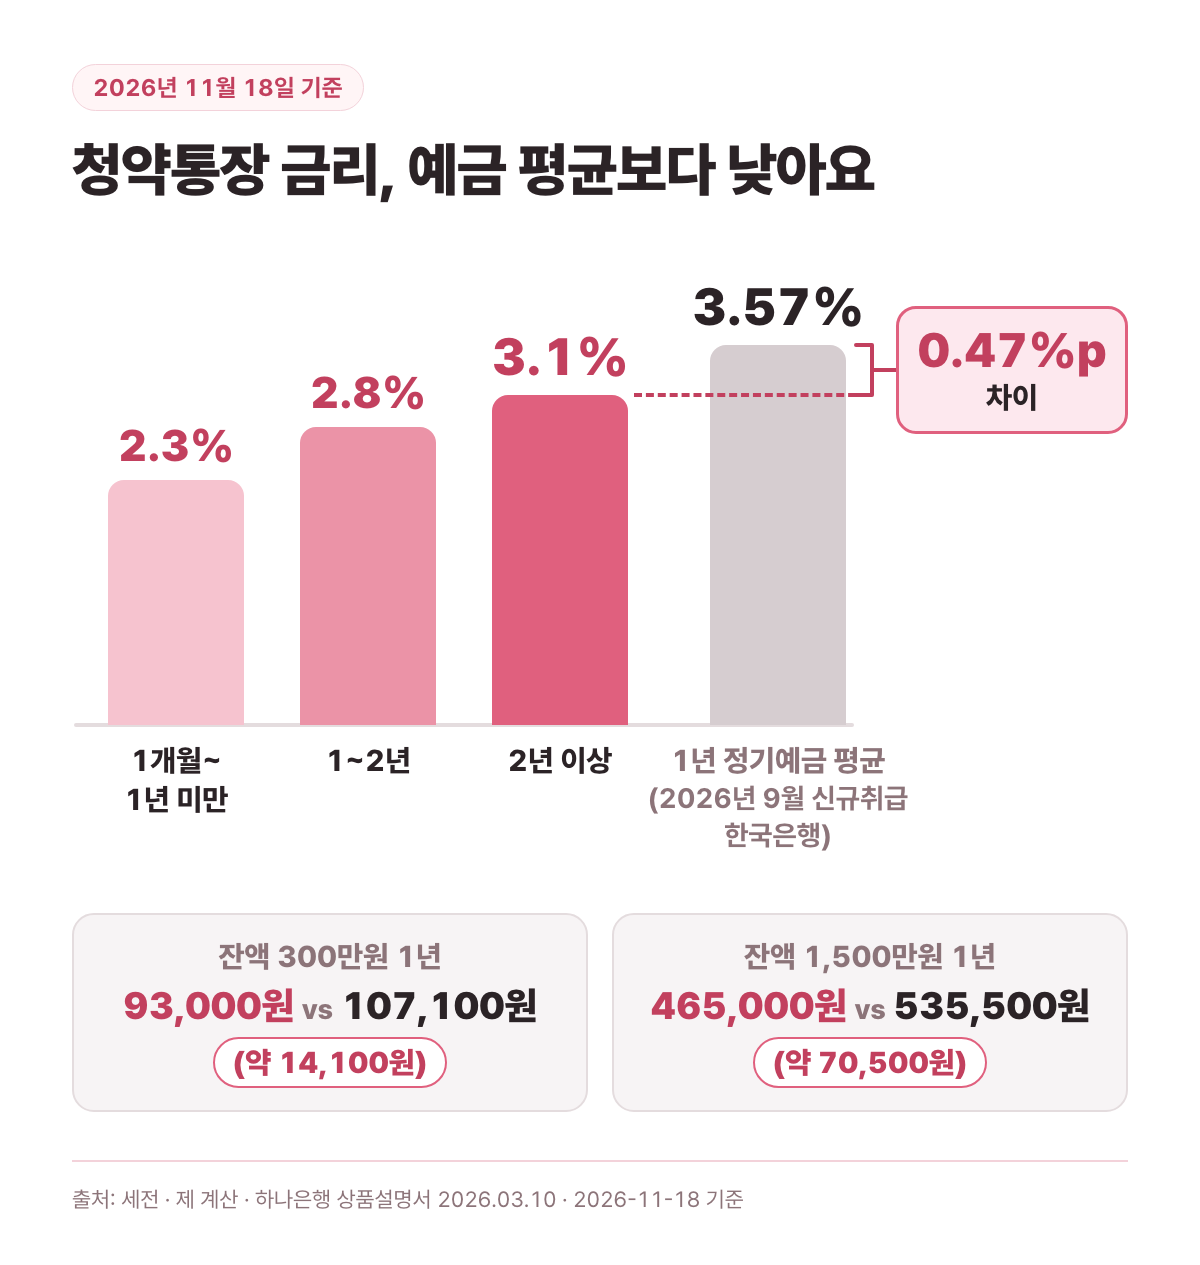 2026년 11월 18일 기준
청약통장 금리, 예금 평균보다 낮아요
2.3%
2.8%
3.1%
3.57%
0.47%p
차이
1개월~
1년 미만
1~2년
2년 이상
1년 정기예금 평균
(2026년 9월 신규취급
한국은행)
잔액 300만원 1년
93,000원 vs 107,100원
(약 14,100원)
잔액 1,500만원 1년
465,000원 vs 535,500원
(약 70,500원)
출처: 세전 · 제 계산 · 하나은행 상품설명서 2026.03.10 · 2026-11-18 기준